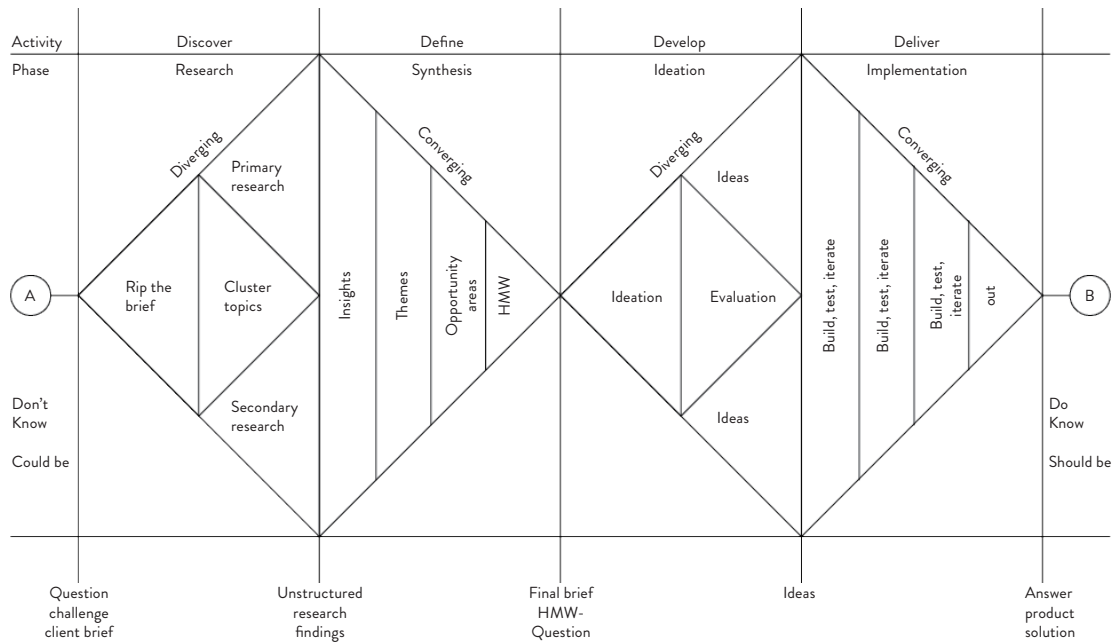 Activity
Discover
Define
Develop
Deliver
Phase
Research
Synthesis
Ideation
Implementation
Diverging
Primary
research
Converging
Diverging
Ideas
Converging
A
Rip the
brief
Cluster
topics
Insights
Themes
Opportunity
areas
HMW
Ideation
Evaluation
Build, test, iterate
Build, test, iterate
Build, test,
iterate
out
B
Don't
Know
Could be
Secondary
research
Ideas
Do
Know
Should be
Question
challenge
client brief
Unstructured
research
findings
Final brief
HMW-
Question
Ideas
Answer
product
solution